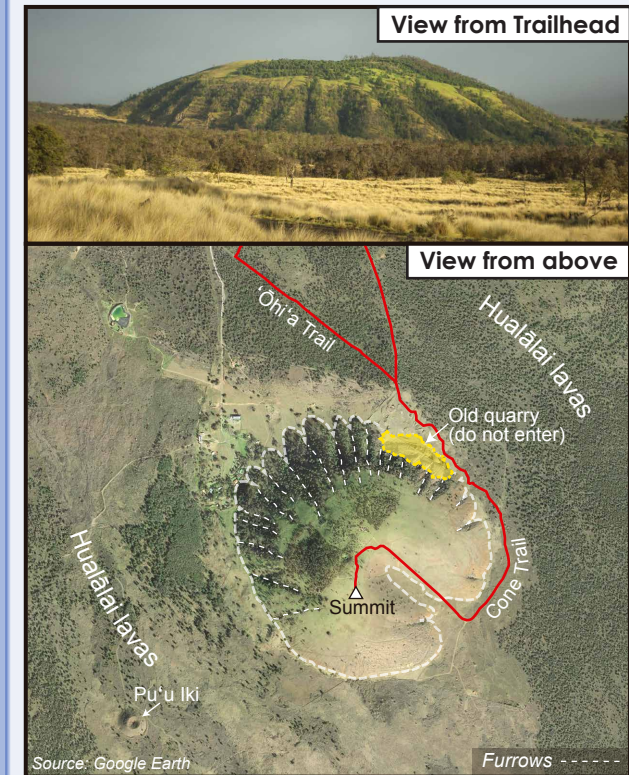 View from Trailhead
View from above
ʻŌhiʻa Trail
Hualālai lavas
Old quarry
(do not enter)
Hualālai lavas
Cone Trail
Summit
Puʻu Iki
Source: Google Earth
Furrows